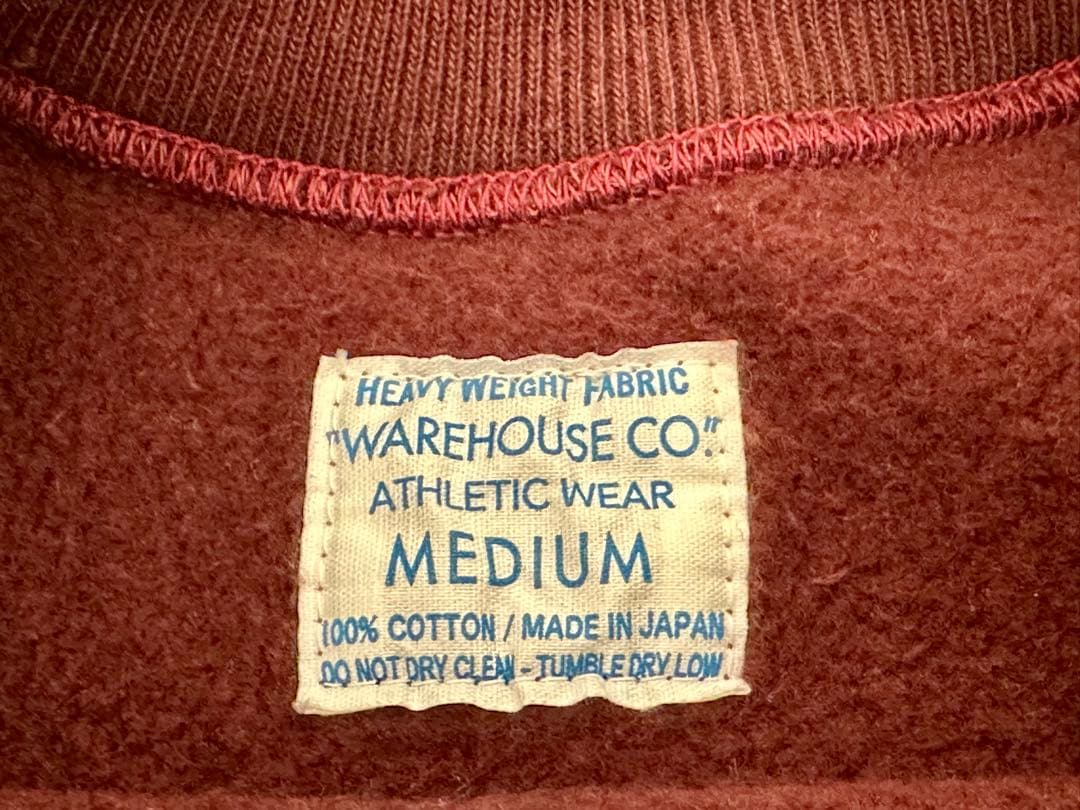 HEAVY WEIGHT FABRIC
"WAREHOUSE CO."
ATHLETIC WEAR
MEDIUM
100% COTTON / MADE IN JAPAN
DO NOT DRY CLEAN - TUMBLE DRY LOW